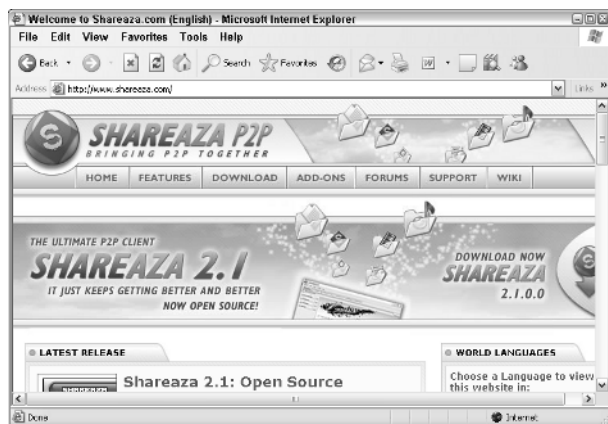 Welcome to Shareaza.com (English) - Microsoft Internet Explorer
File Edit View Favorites Tools Help
Back Search Favorites
Address http://www.shareaza.com/ Links »
SHAREAZA P2P
BRINGING P2P TOGETHER
HOME FEATURES DOWNLOAD ADD-ONS FORUMS SUPPORT WIKI
THE ULTIMATE P2P CLIENT
SHAREAZA 2.1
IT JUST KEEPS GETTING BETTER AND BETTER
NOW OPEN SOURCE!
DOWNLOAD NOW
SHAREAZA
2.1.0.0
LATEST RELEASE
Shareaza 2.1: Open Source
WORLD LANGUAGES
Choose a Language to view
this website in:
Done Internet